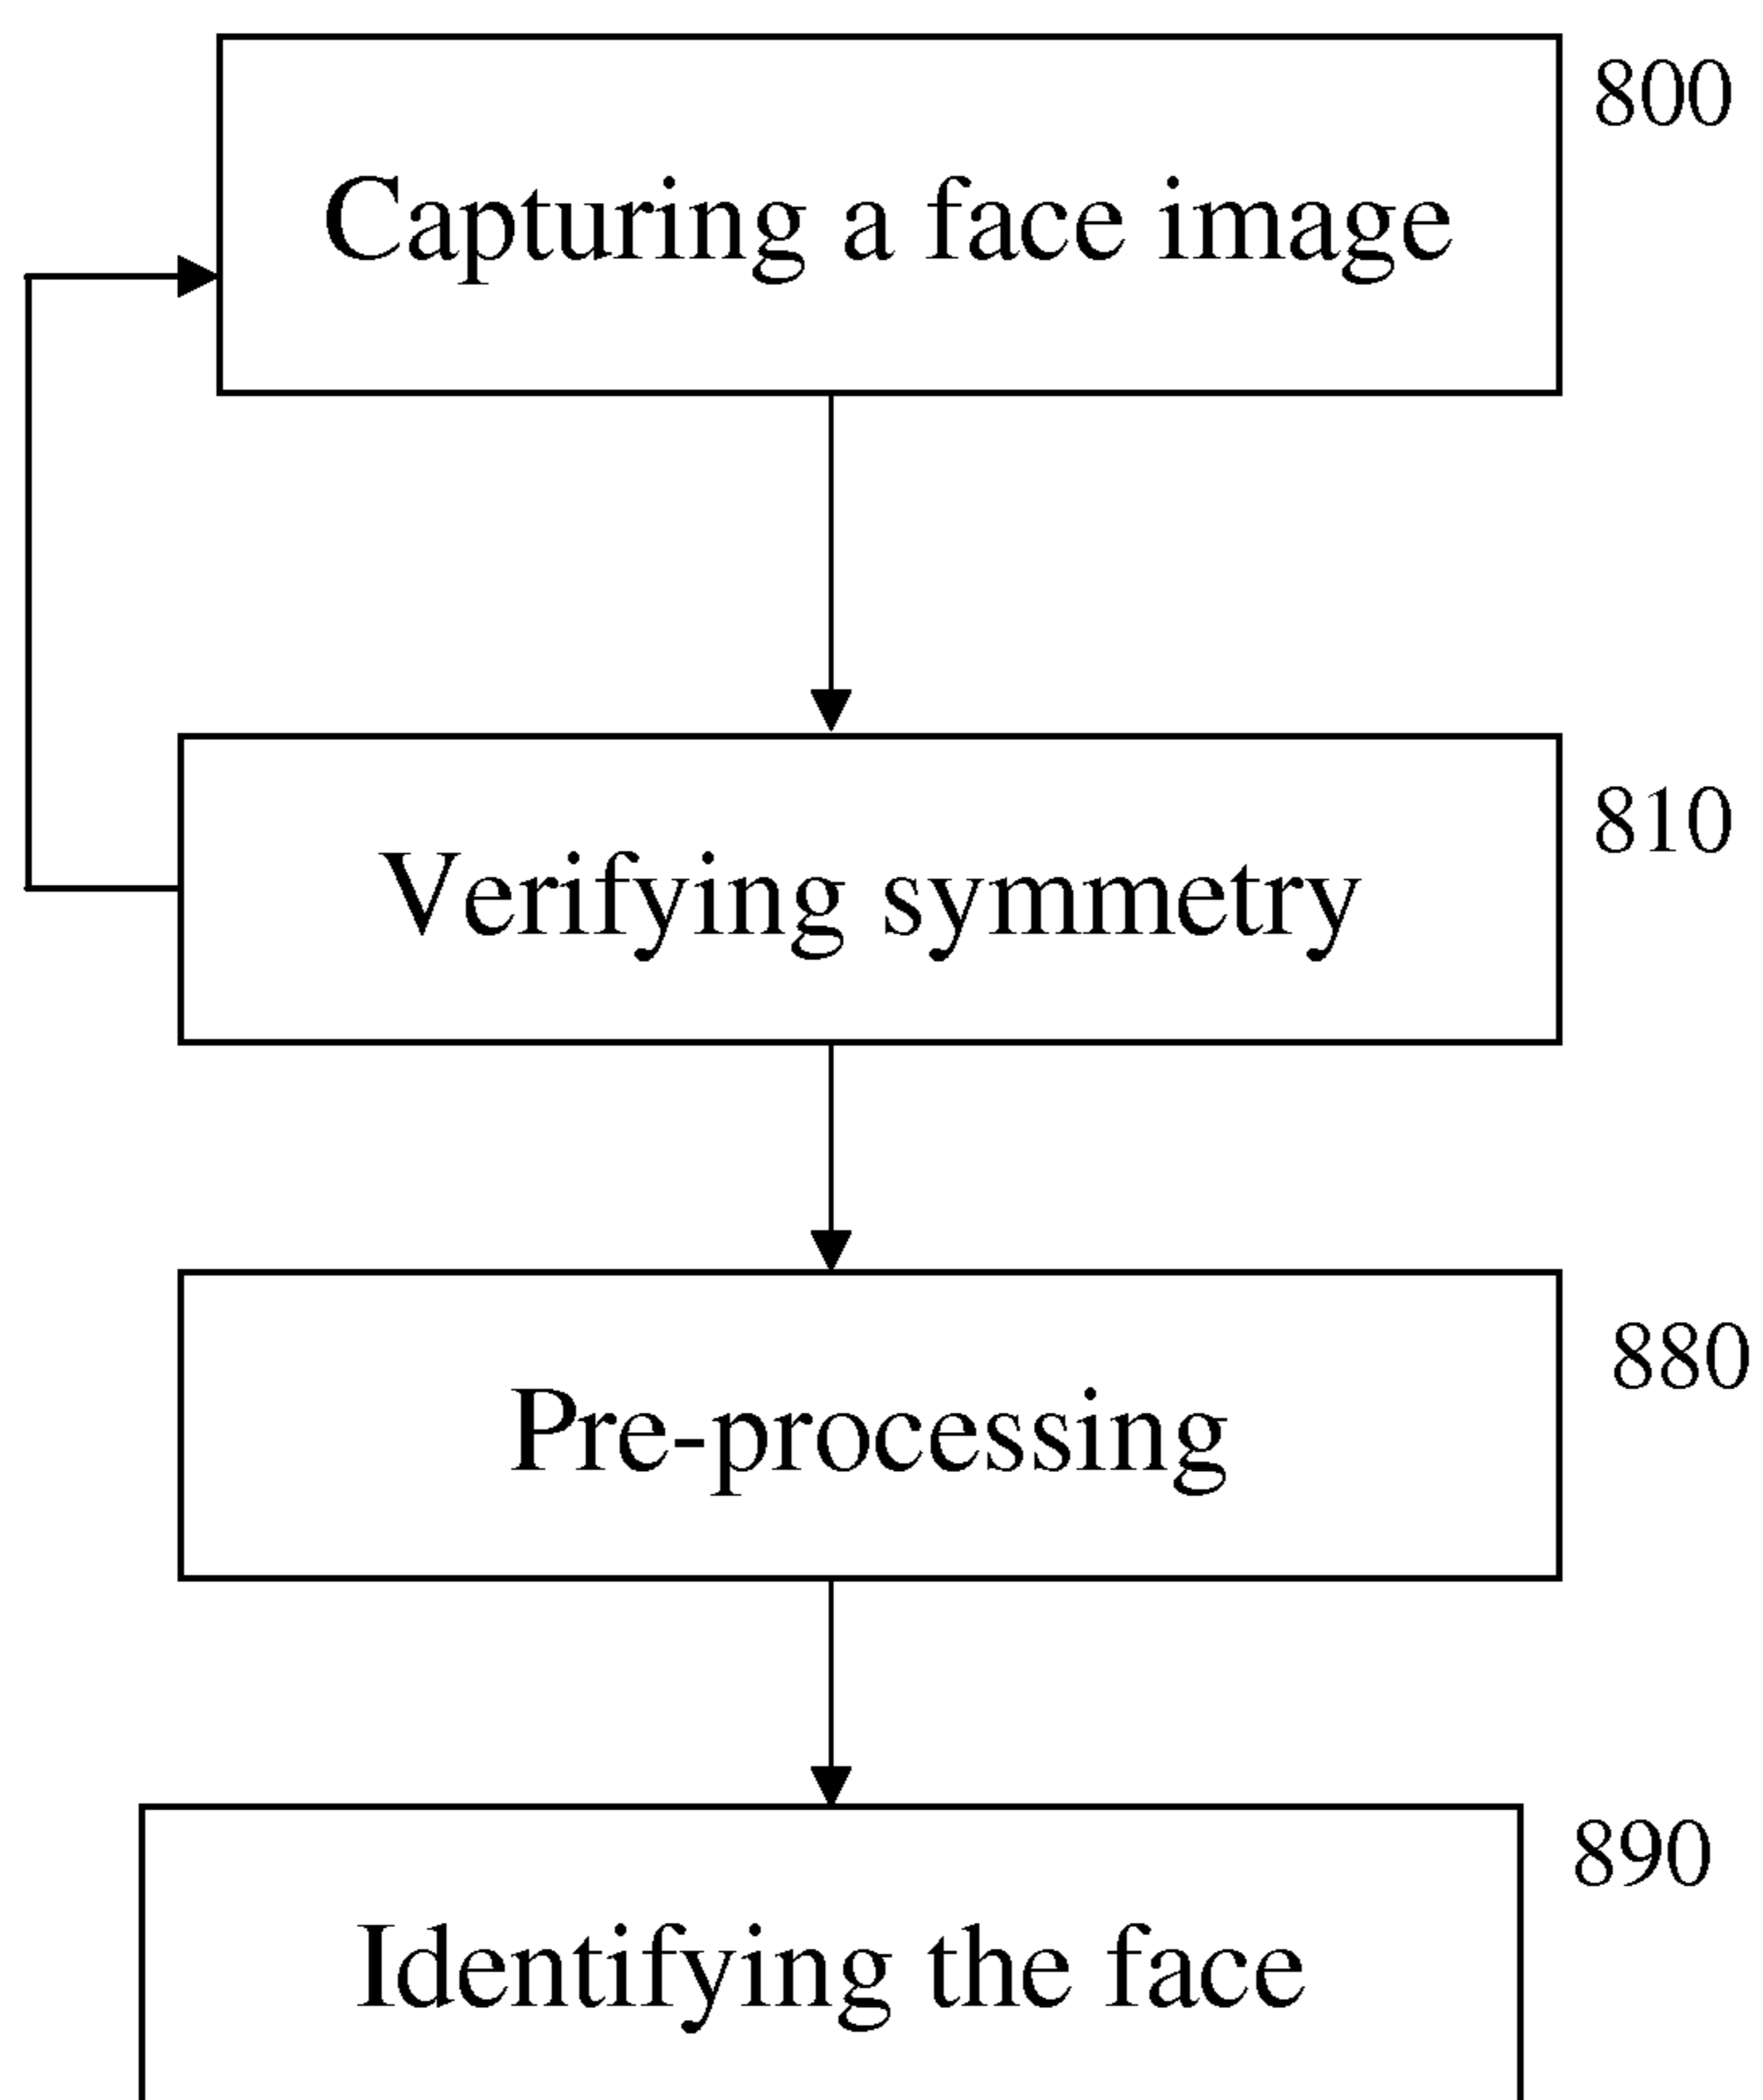 800
Capturing a face image
810
Verifying symmetry
880
Pre-processing
890
Identifying the face